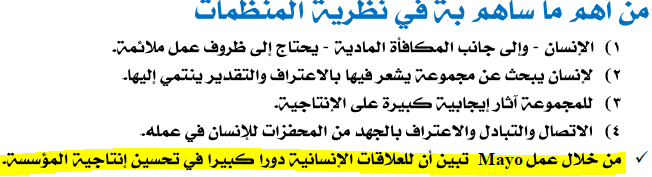 من اهم ما ساهم بة في نظرية المنظمات
١) الإنسان - وإلى جانب المكافأة المادية - يحتاج إلى ظروف عمل ملائمة.
٢) لإنسان يبحث عن مجموعة يشعر فيها بالاعتراف والتقدير ينتمي إليها.
٣) للمجموعة آثار إيجابية كبيرة على الإنتاجية.
٤) الاتصال والتبادل والاعتراف بالجهد من المحفزات للإنسان في عمله.
✓ من خلال عمل Mayo تبين أن للعلاقات الإنسانية دورا كبيرا في تحسين إنتاجية المؤسسة.